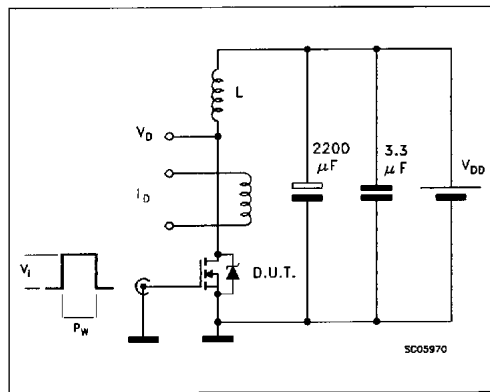 L
V_D
2200 μF
3.3 μF
V_DD
I_D
D.U.T.
V_i
P_W
SC05970